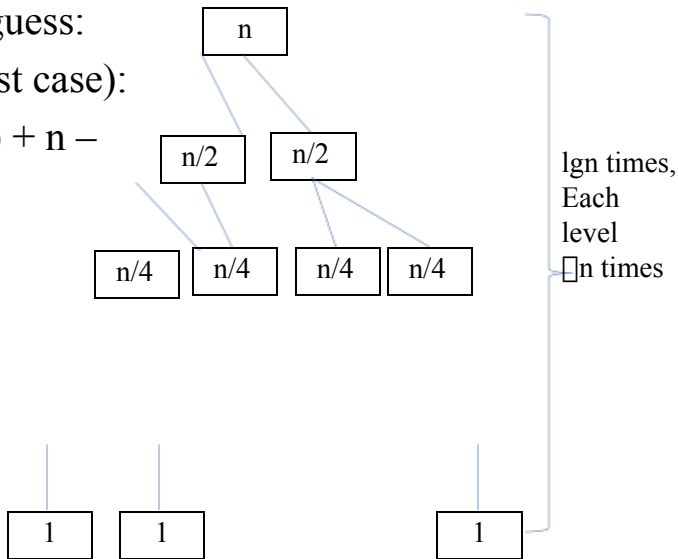 guess:
n
st case):
+ n –
n/2 n/2
lgn times,
Each
level
n times
n/4 n/4 n/4 n/4
1 1 1